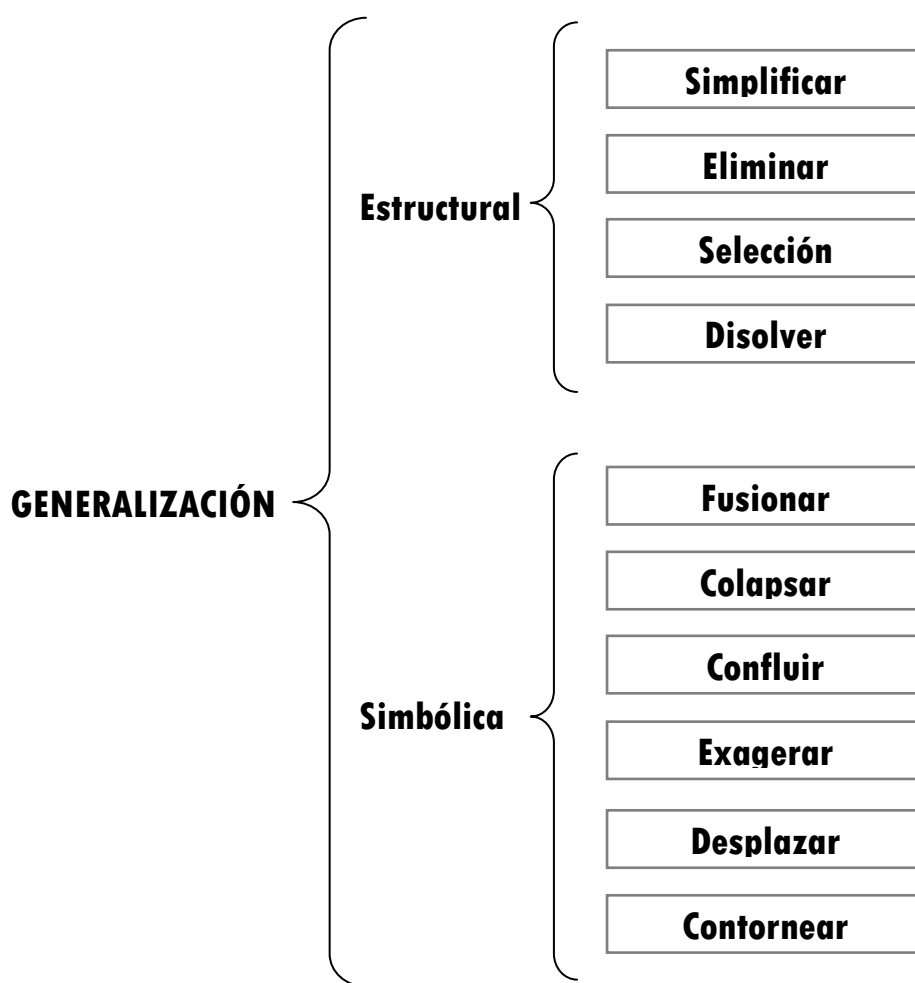 Simplificar
Eliminar
Estructural
Selección
Disolver
GENERALIZACIÓN
Fusionar
Colapsar
Confluir
Simbólica
Exagerar
Desplazar
Contornear